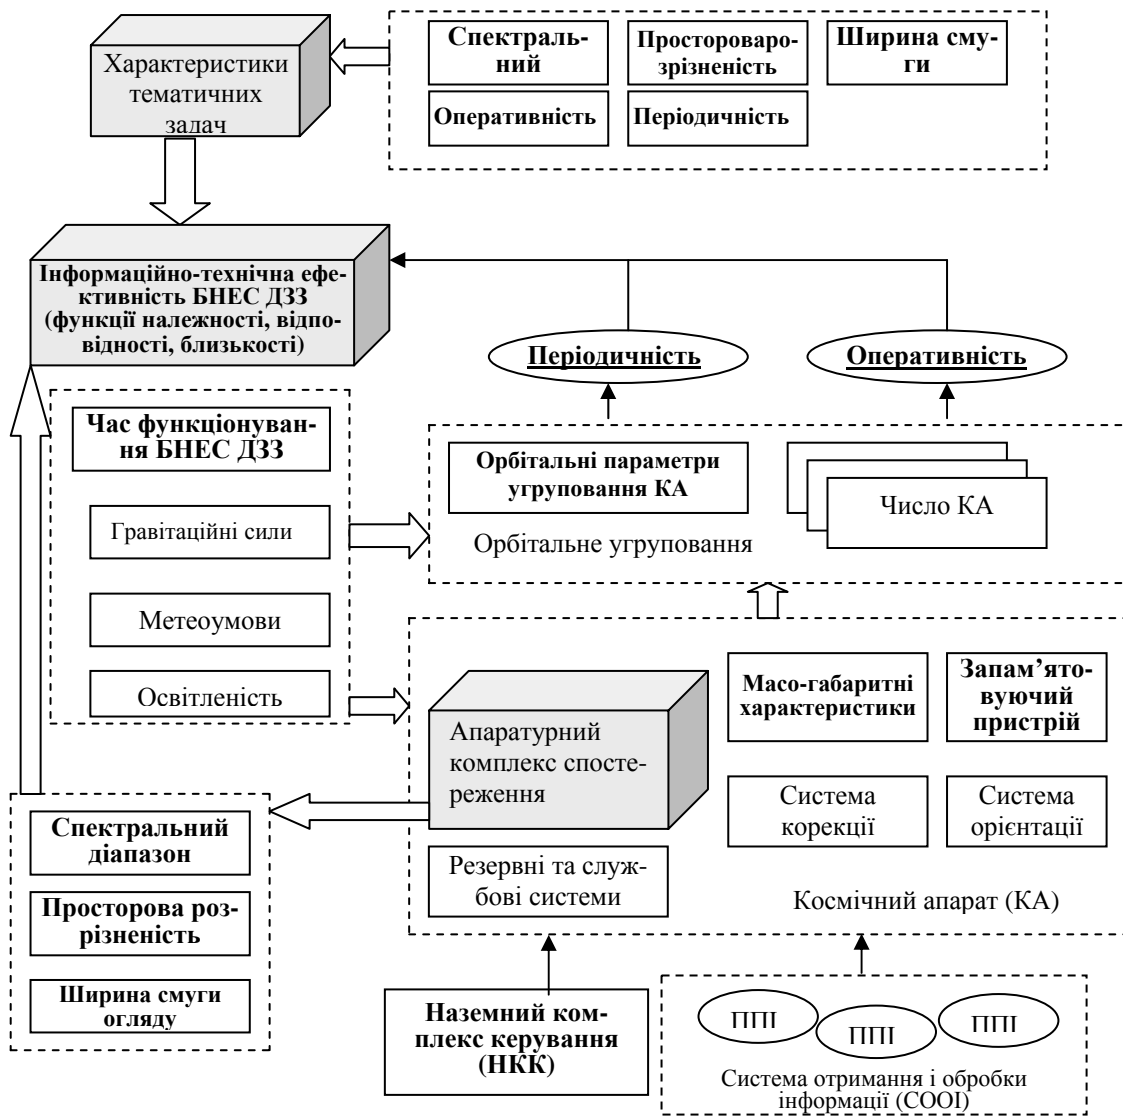 Характеристики
тематичних
задач
Спектраль-
ний
Простороваро-
зрізненість
Ширина сму-
ги
Оперативність
Періодичність
Інформаційно-технічна ефе-
ективність БНЕС ДЗЗ
(функції належності, відпо-
відності, близькості)
Періодичність
Оперативність
Час функціонуван-
ня БНЕС ДЗЗ
Гравітаційні сили
Метеоумови
Освітленість
Орбітальні параметри
угруповання КА
Число КА
Орбітальне угруповання
Апаратурний
комплекс спосте-
реження
Масо-габаритні
характеристики
Запам’ято-
вуючий
пристрій
Система
корекції
Система
орієнтації
Резервні та служ-
бові системи
Космічний апарат (КА)
Спектральний
діапазон
Просторова роз-
різненість
Ширина смуги
огляду
Наземний ком-
плекс керування
(НКК)
ППІ
ППІ
ППІ
Система отримання і обробки
інформації (СООІ)